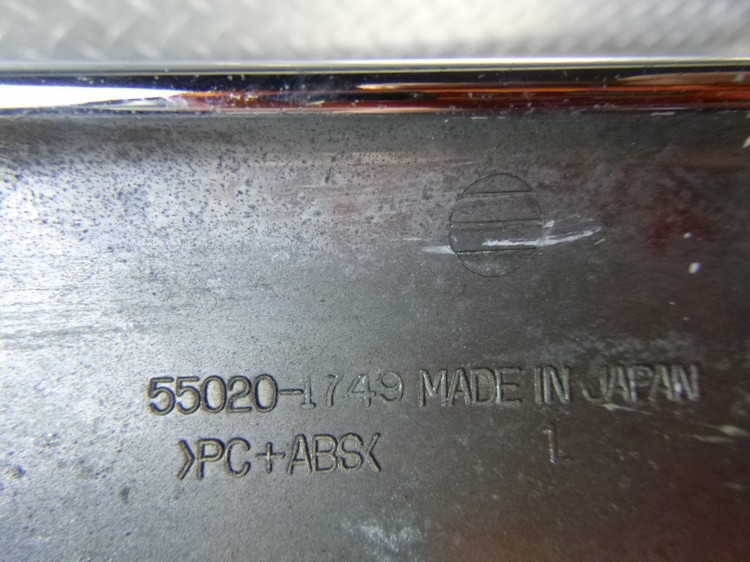 55020-1749 MADE IN JAPAN
>PC+ABS< L